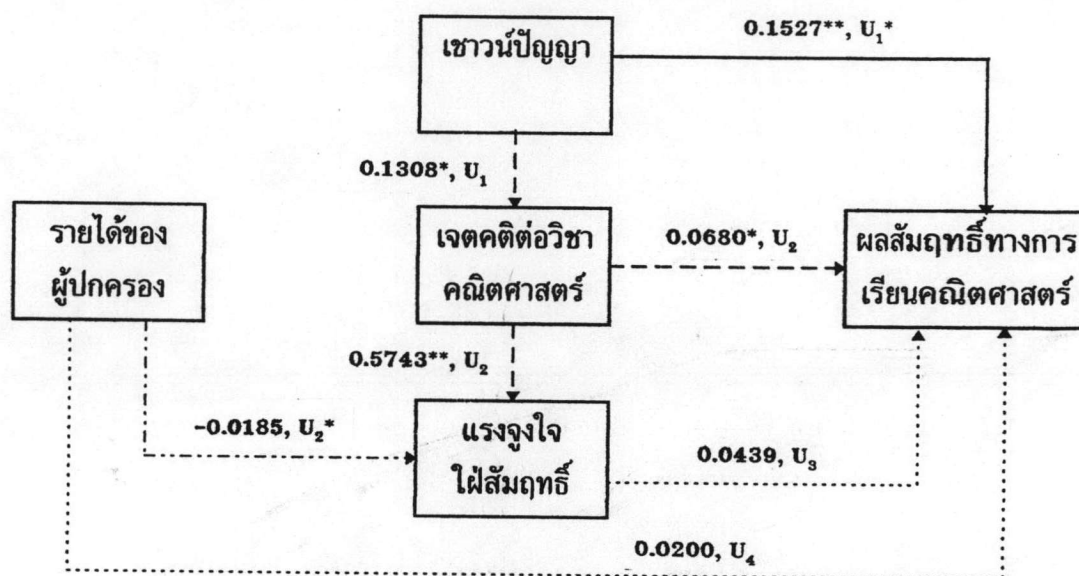 0.1527**, U₁*
เชาวน์ปัญญา
0.1308*, U₁
รายได้ของ
ผู้ปกครอง
เจตคติต่อวิชา
คณิตศาสตร์
0.0680*, U₂
ผลสัมฤทธิ์ทางการ
เรียนคณิตศาสตร์
0.5743**, U₂
-0.0185, U₂*
แรงจูงใจ
ใฝ่สัมฤทธิ์
0.0439, U₃
0.0200, U₄